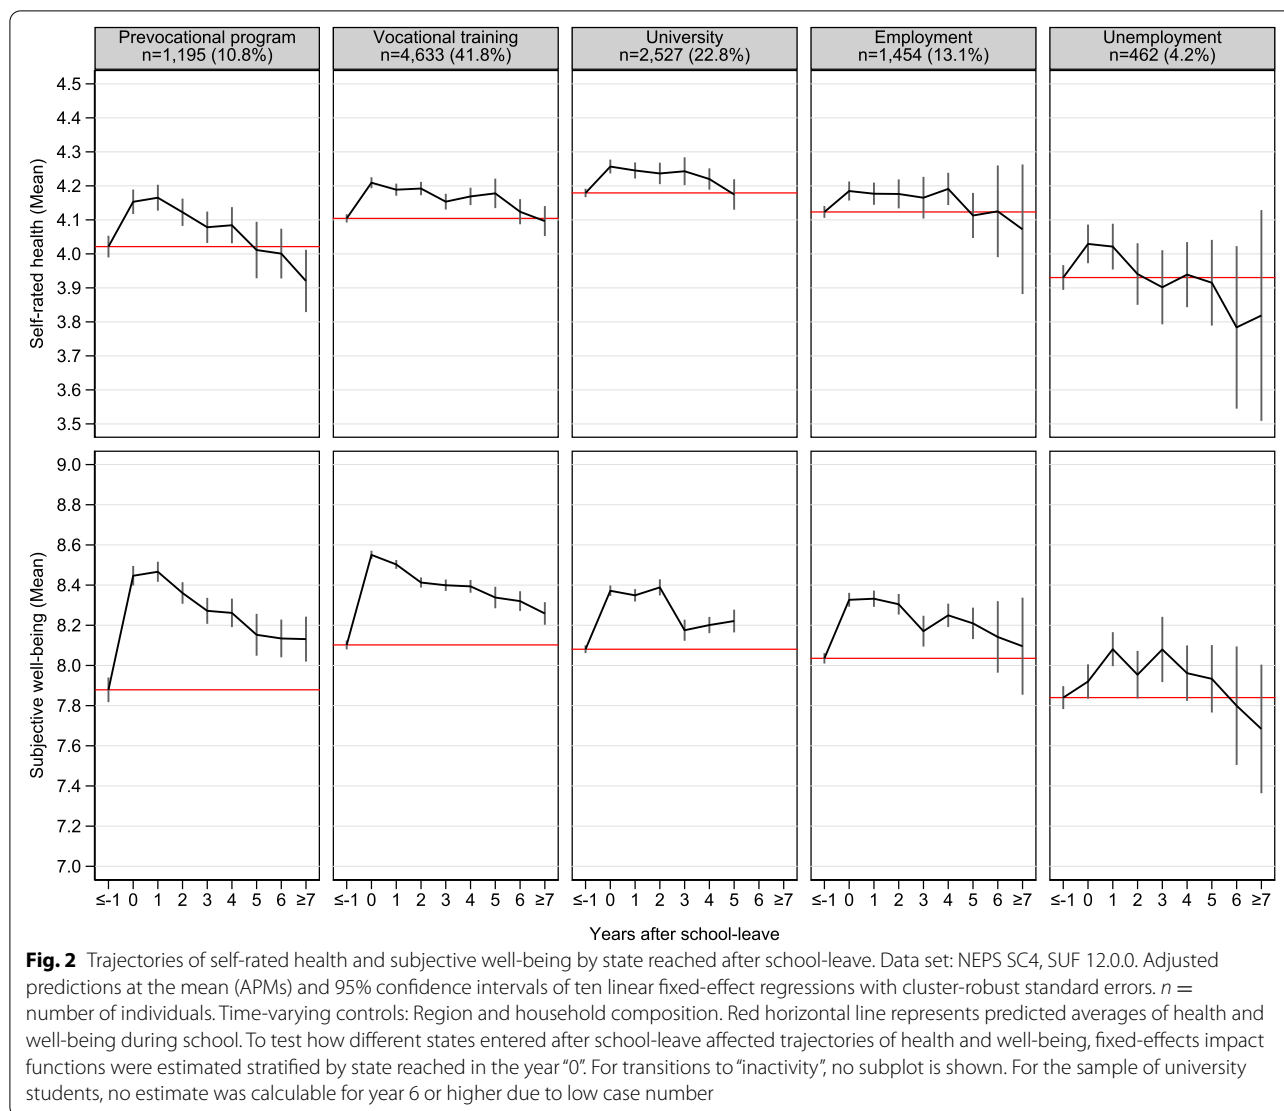 Prevocational program
n=1,195 (10.8%)
Vocational training
n=4,633 (41.8%)
University
n=2,527 (22.8%)
Employment
n=1,454 (13.1%)
Unemployment
n=462 (4.2%)
Self-rated health (Mean)
4.5
4.4
4.3
4.2
4.1
4.0
3.9
3.8
3.7
3.6
3.5
Subjective well-being (Mean)
9.0
8.8
8.6
8.4
8.2
8.0
7.8
7.6
7.4
7.2
7.0
≤-1 0 1 2 3 4 5 6 ≥7
≤-1 0 1 2 3 4 5 6 ≥7
≤-1 0 1 2 3 4 5 6 ≥7
≤-1 0 1 2 3 4 5 6 ≥7
≤-1 0 1 2 3 4 5 6 ≥7
Years after school-leave
Fig. 2 Trajectories of self-rated health and subjective well-being by state reached after school-leave. Data set: NEPS SC4, SUF 12.0.0. Adjusted
predictions at the mean (APMs) and 95% confidence intervals of ten linear fixed-effect regressions with cluster-robust standard errors. n =
number of individuals. Time-varying controls: Region and household composition. Red horizontal line represents predicted averages of health and
well-being during school. To test how different states entered after school-leave affected trajectories of health and well-being, fixed-effects impact
functions were estimated stratified by state reached in the year “0”. For transitions to “inactivity”, no subplot is shown. For the sample of university
students, no estimate was calculable for year 6 or higher due to low case number